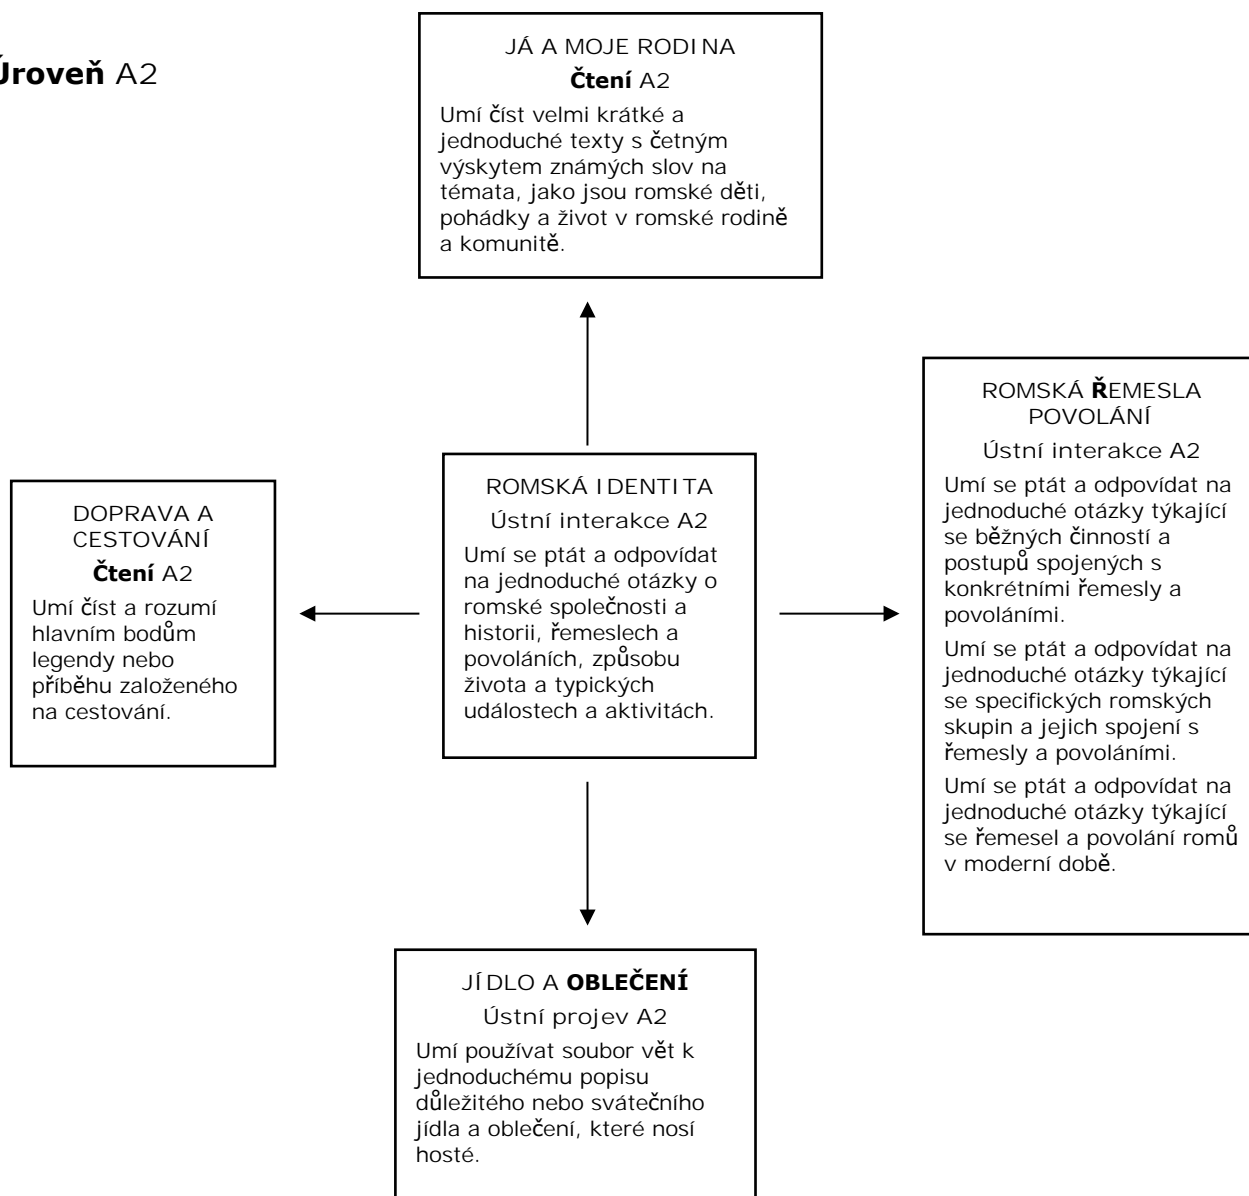 Úroveň A2
JÁ A MOJE RODINA
Čtení A2
Umí číst velmi krátké a
jednoduché texty s četným
výskytem známých slov na
témata, jako jsou romské děti,
pohádky a život v romské rodině
a komunitě.
DOPRAVA A
CESTOVÁNÍ
Čtení A2
Umí číst a rozumí
hlavním bodům
legendy nebo
příběhu založeného
na cestování.
ROMSKÁ IDENTITA
Ústní interakce A2
Umí se ptát a odpovídat
na jednoduché otázky o
romské společnosti a
historii, řemeslech a
povoláních, způsobu
života a typických
událostech a aktivitách.
ROMSKÁ ŘEMESLA
POVOLÁNÍ
Ústní interakce A2
Umí se ptát a odpovídat na
jednoduché otázky týkající
se běžných činností a
postupů spojených s
konkrétními řemesly a
povoláními.
Umí se ptát a odpovídat na
jednoduché otázky týkající
se specifických romských
skupin a jejich spojení s
řemesly a povoláními.
Umí se ptát a odpovídat na
jednoduché otázky týkající
se řemesel a povolání romů
v moderní době.
JÍDLO A OBLEČENÍ
Ústní projev A2
Umí používat soubor vět k
jednoduchému popisu
důležitého nebo svátečního
jídla a oblečení, které nosí
hosté.